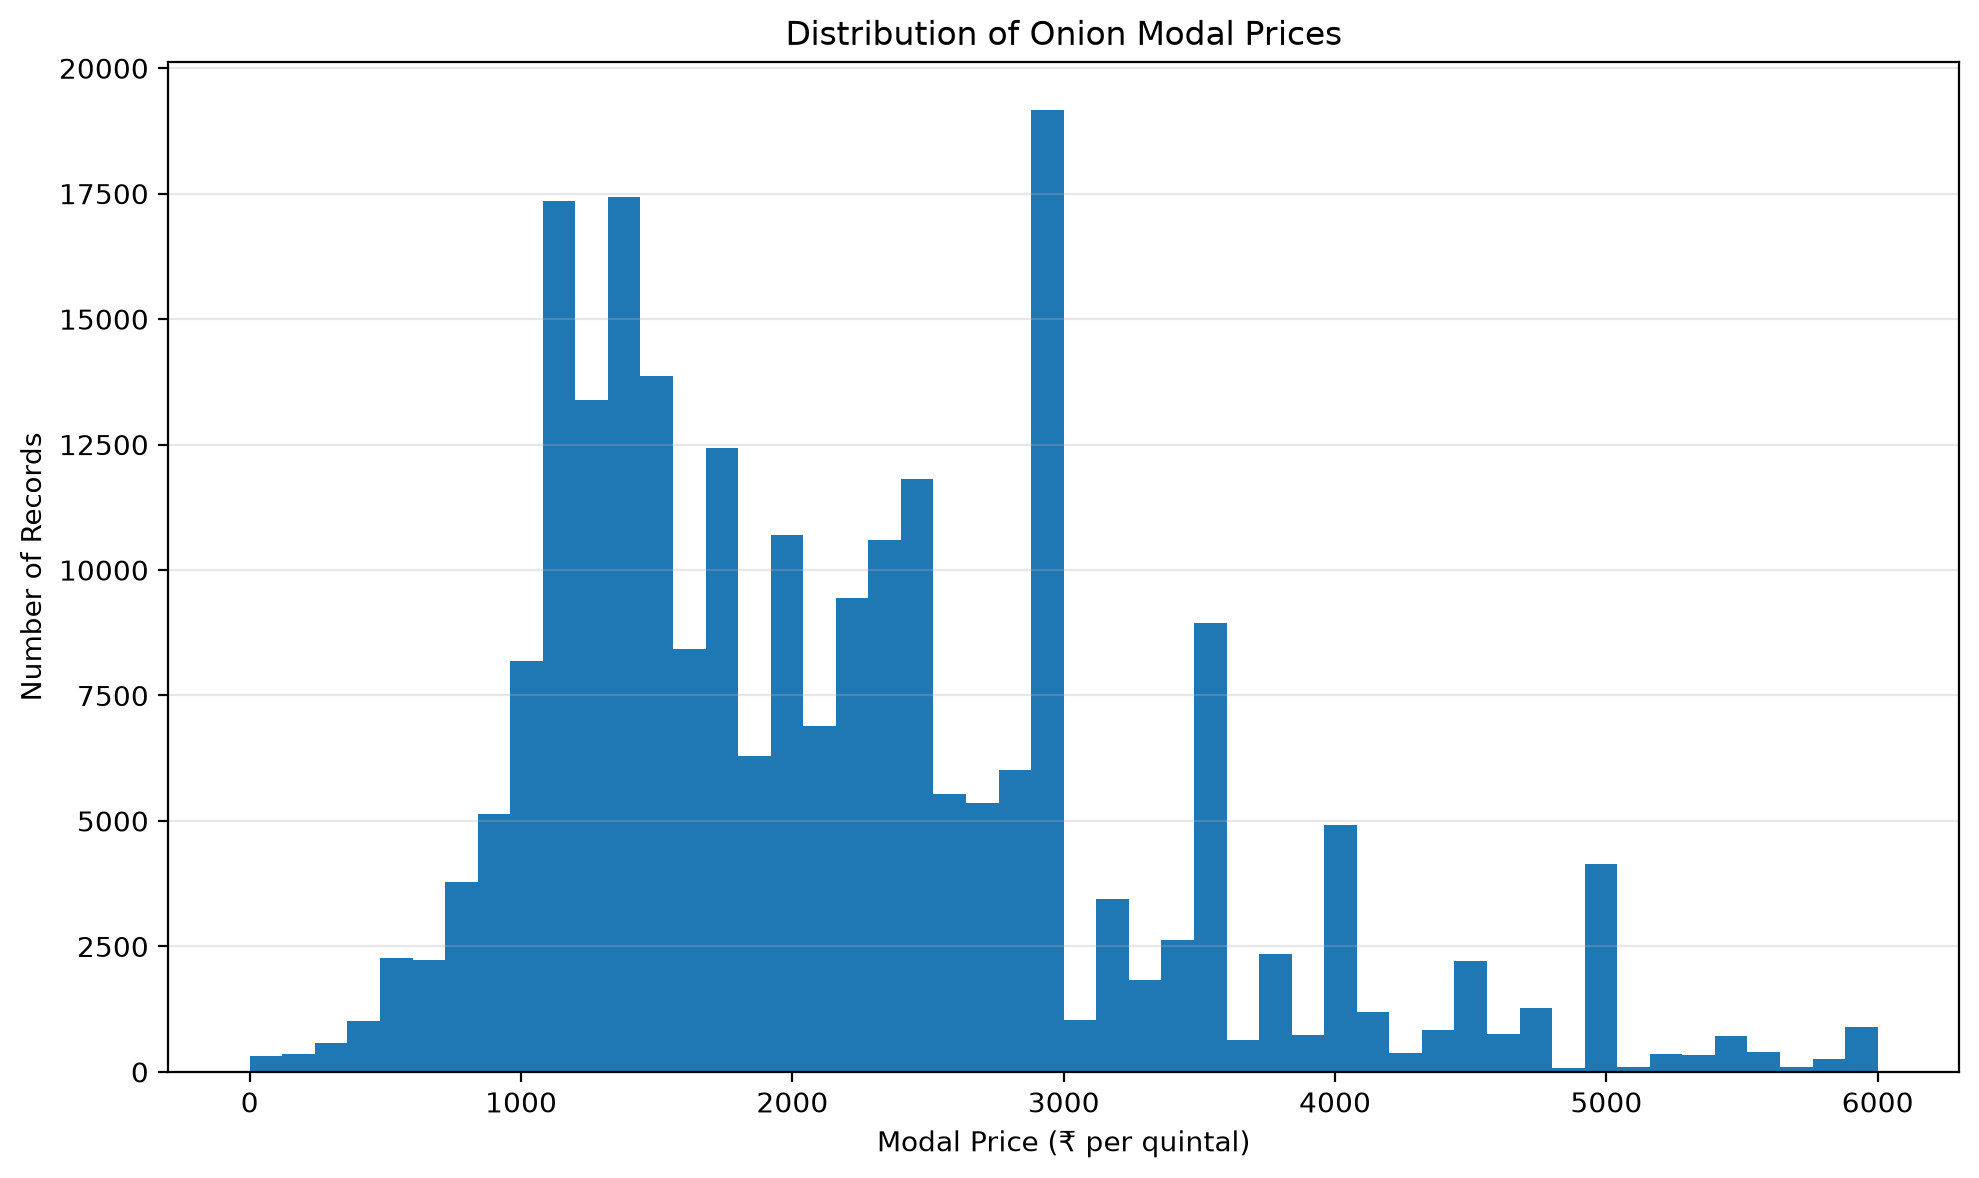 Distribution of Onion Modal Prices
20000
17500
15000
12500
10000
7500
5000
2500
0
Number of Records
0 1000 2000 3000 4000 5000 6000
Modal Price (₹ per quintal)